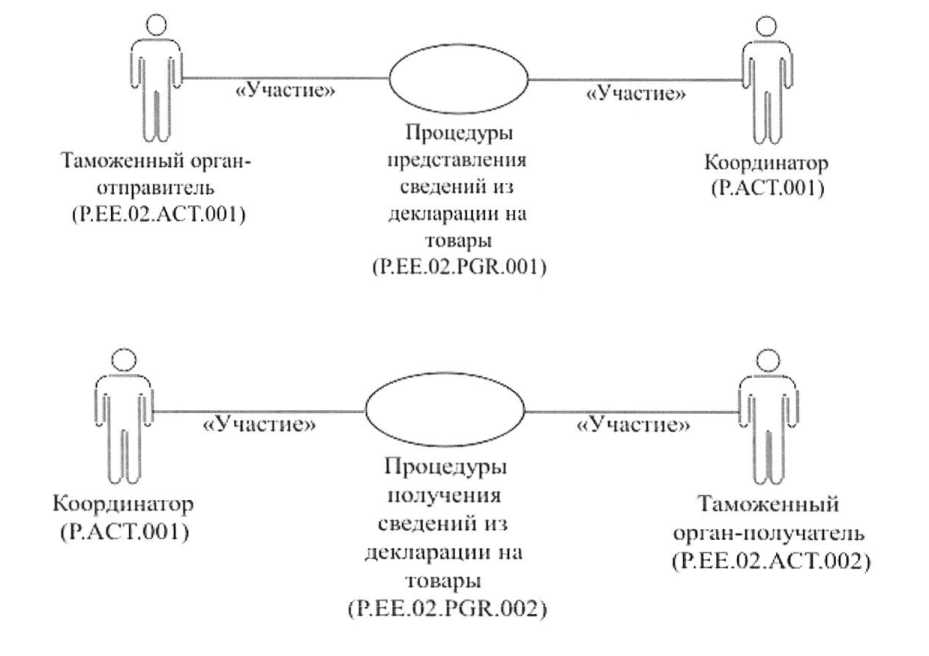 «Участие»
«Участие»
Таможенный орган-
отправитель
(P.EE.02.ACT.001)
Процедуры
представления
сведений из
декларации на
товары
(P.EE.02.PGR.001)
Координатор
(P.ACT.001)
«Участие»
«Участие»
Координатор
(P.ACT.001)
Процедуры
получения
сведений из
декларации на
товары
(P.EE.02.PGR.002)
Таможенный
орган-получатель
(P.EE.02.ACT.002)